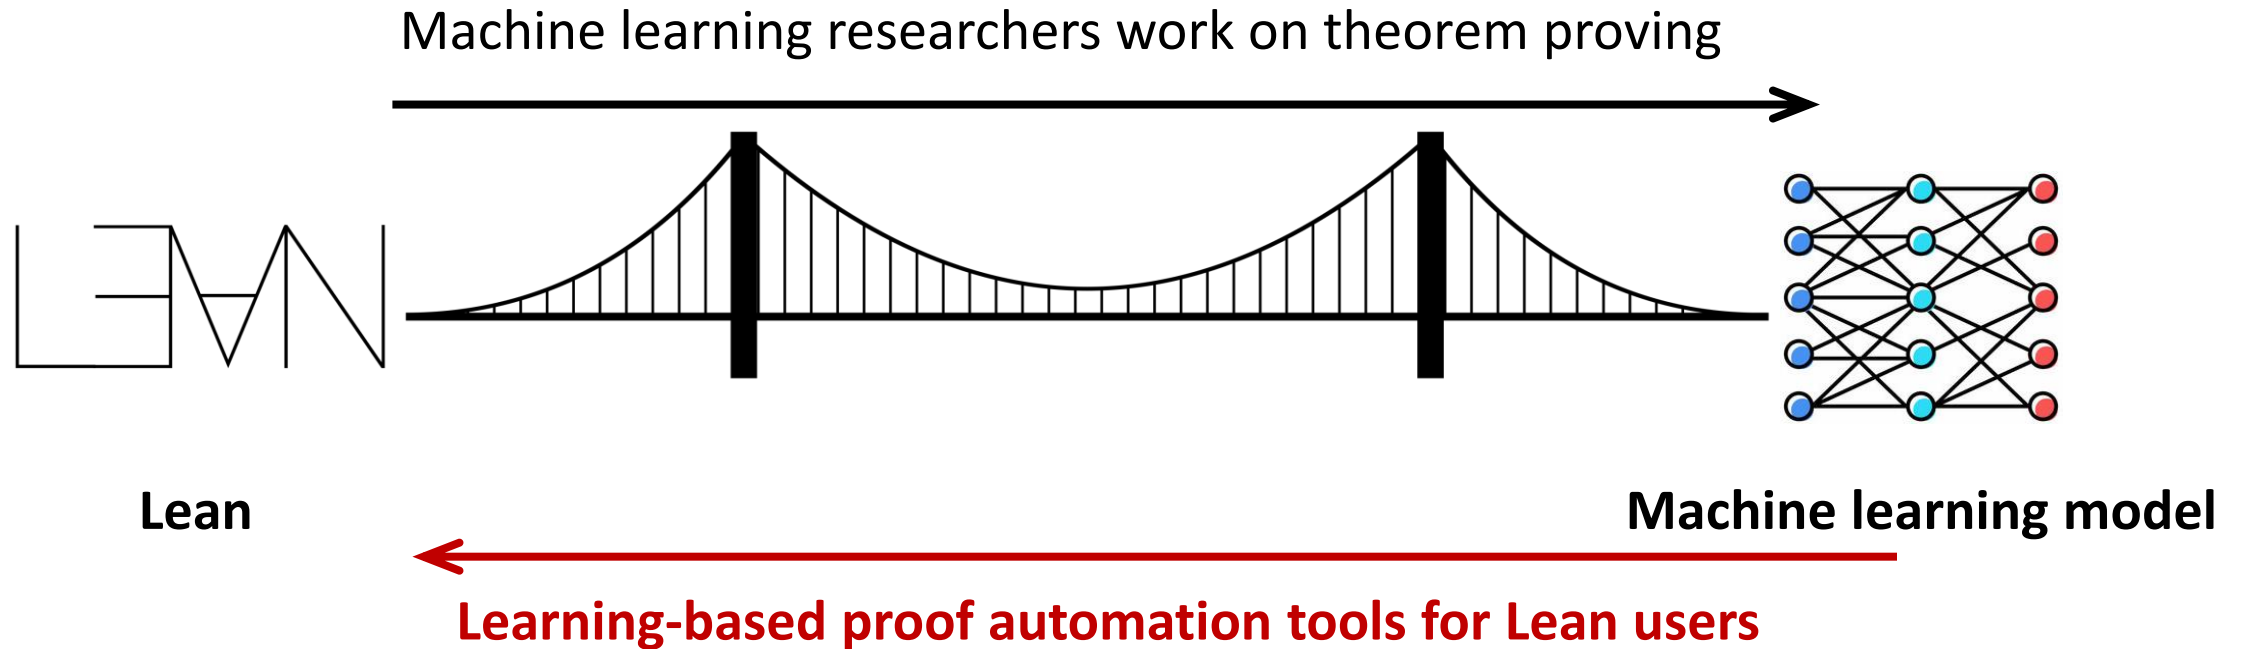 Machine learning researchers work on theorem proving
L∃∀N
Lean
Machine learning model
Learning-based proof automation tools for Lean users